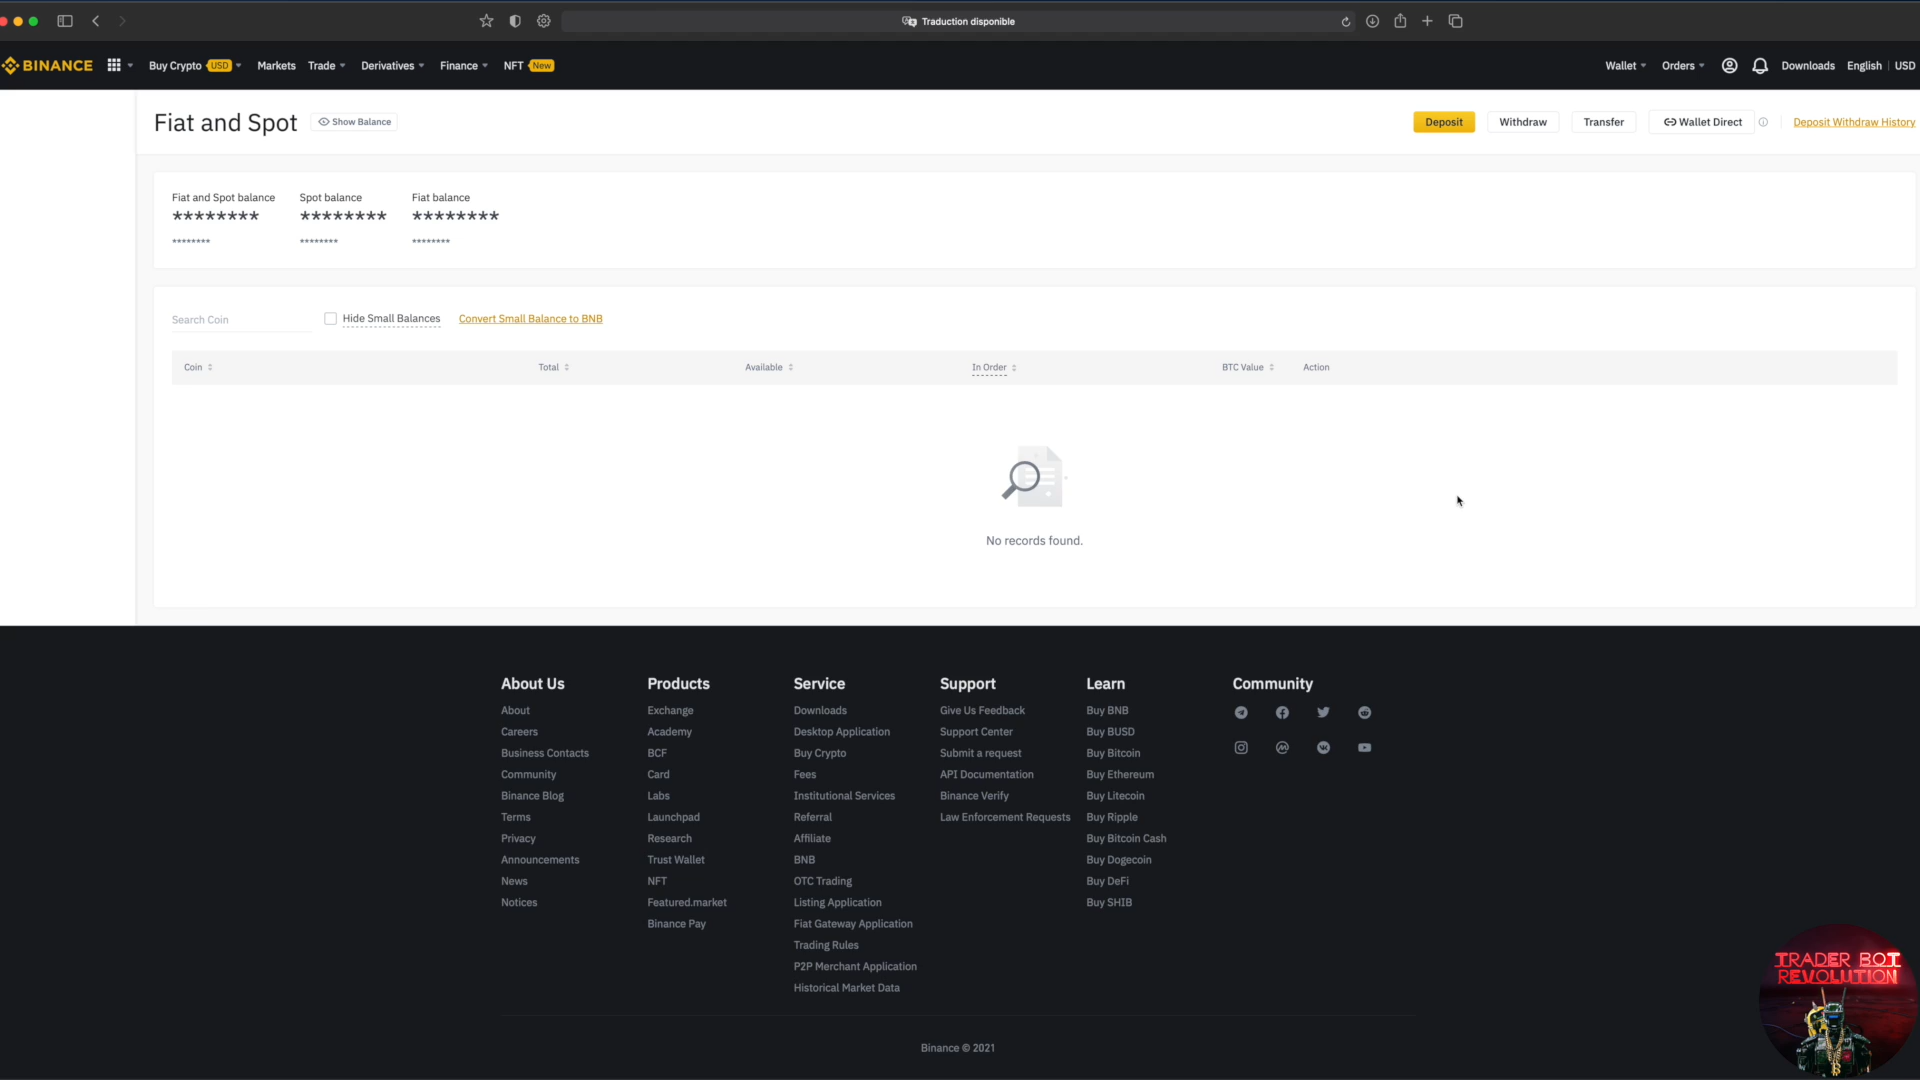 Traduction disponible
BINANCE Buy Crypto USD Markets Trade Derivatives Finance NFT New Wallet Orders Downloads English USD
Fiat and Spot Show Balance Deposit Withdraw Transfer Wallet Direct Deposit Withdraw History
Fiat and Spot balance Spot balance Fiat balance
******** ******** ********
******** ******** ********
Search Coin Hide Small Balances Convert Small Balance to BNB
Coin Total Available In Order BTC Value Action
No records found.
About Us
About
Careers
Business Contacts
Community
Binance Blog
Terms
Privacy
Announcements
News
Notices
Products
Exchange
Academy
BCF
Card
Labs
Launchpad
Research
Trust Wallet
NFT
Featured.market
Binance Pay
Service
Downloads
Desktop Application
Buy Crypto
Fees
Institutional Services
Referral
Affiliate
BNB
OTC Trading
Listing Application
Fiat Gateway Application
Trading Rules
P2P Merchant Application
Historical Market Data
Support
Give Us Feedback
Support Center
Submit a request
API Documentation
Binance Verify
Law Enforcement Requests
Learn
Buy BNB
Buy BUSD
Buy Bitcoin
Buy Ethereum
Buy Litecoin
Buy Ripple
Buy Bitcoin Cash
Buy Dogecoin
Buy DeFi
Buy SHIB
Community
Binance © 2021
TRADER BOT
REVOLUTION